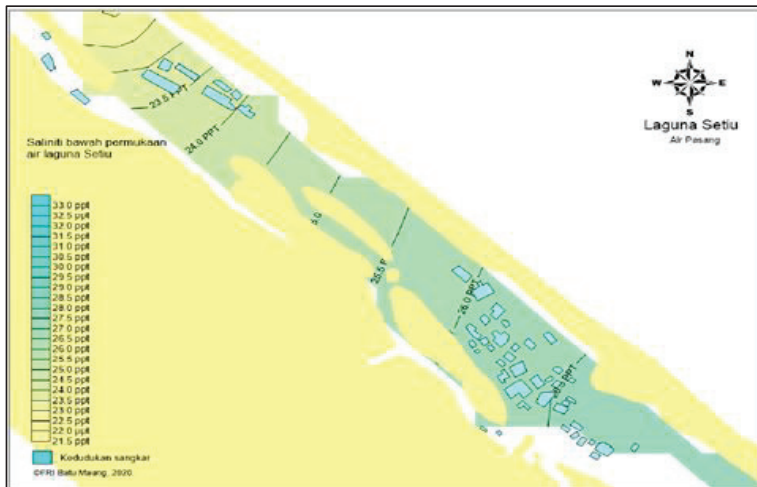 N
W E
S
Laguna Setiu
Air Pasang
23.5 PPT
24.0 PPT
Saliniti bawah permukaan
air laguna Setiu
33.0 ppt
32.5 ppt
32.0 ppt
31.5 ppt
30.5 ppt
30.0 ppt
29.5 ppt
29.0 ppt
28.5 ppt
28.0 ppt
27.5 ppt
27.0 ppt
26.5 ppt
26.0 ppt
25.5 ppt
25.0 ppt
24.5 ppt
24.0 ppt
23.5 ppt
23.0 ppt
22.5 ppt
22.0 ppt
21.5 ppt
25.5 P
26.0 PPT
Kedudukan sangkar
©FRI Batu Maung, 2020